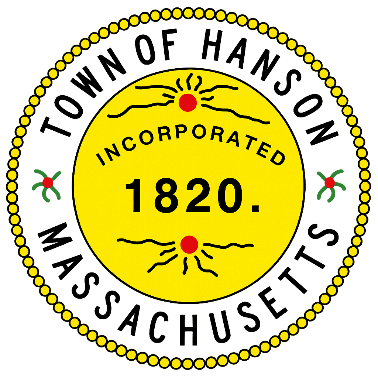 TOWN OF HANSON
INCORPORATED
1820.
MASSACHUSETTS